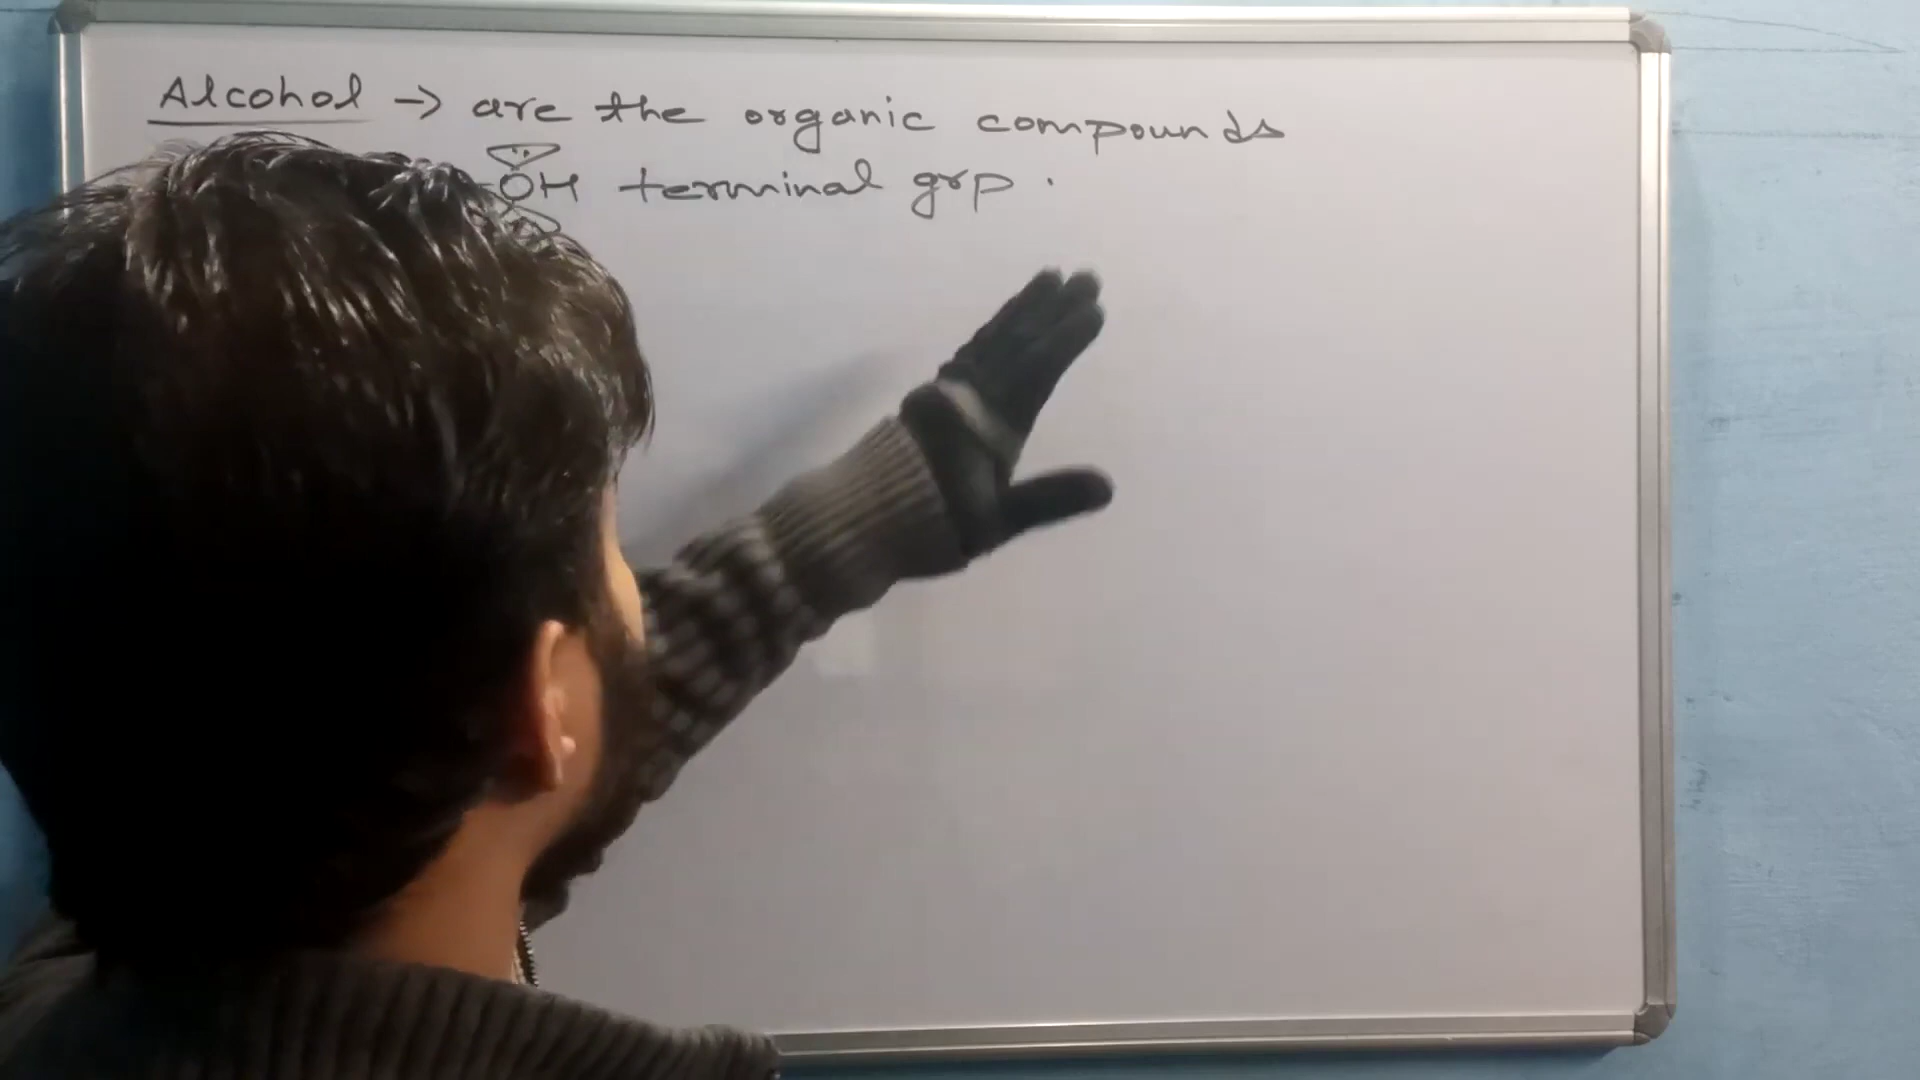 Alcohol → are the organic compounds
-OH terminal grp.